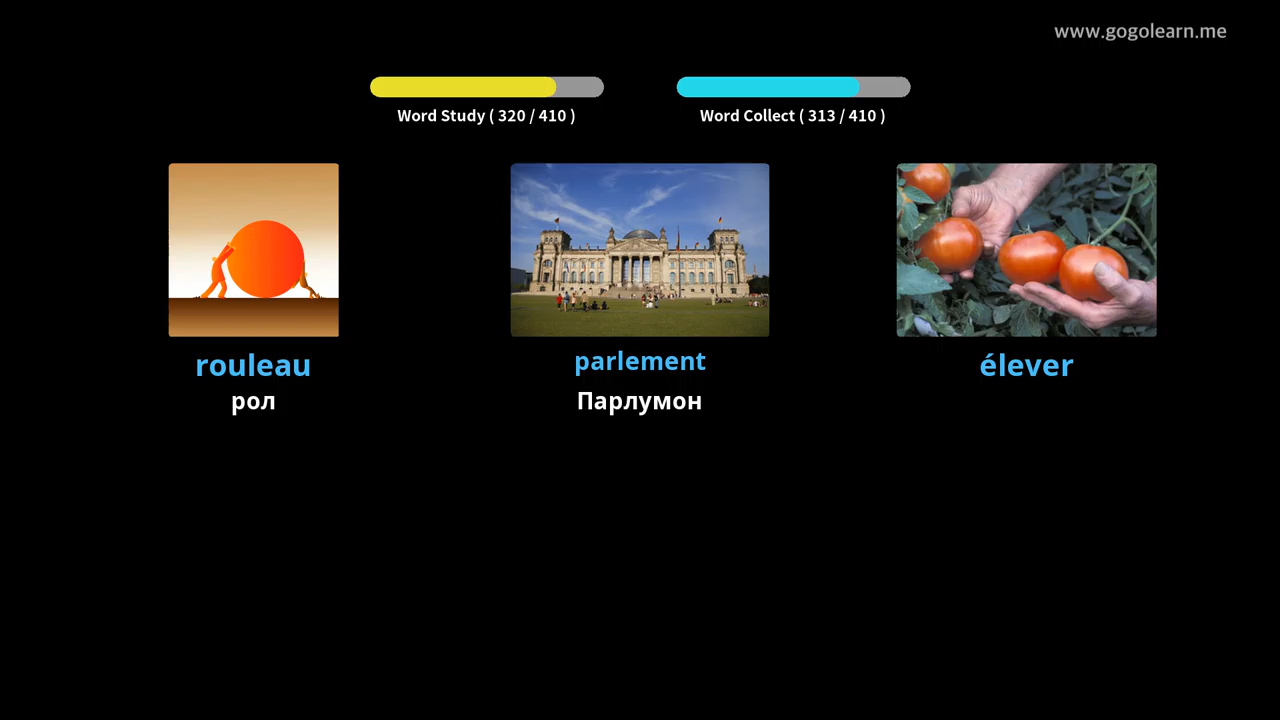 www.gogolearn.me
Word Study ( 320 / 410 )
Word Collect ( 313 / 410 )
rouleau
рол
parlement
Парлумон
élever